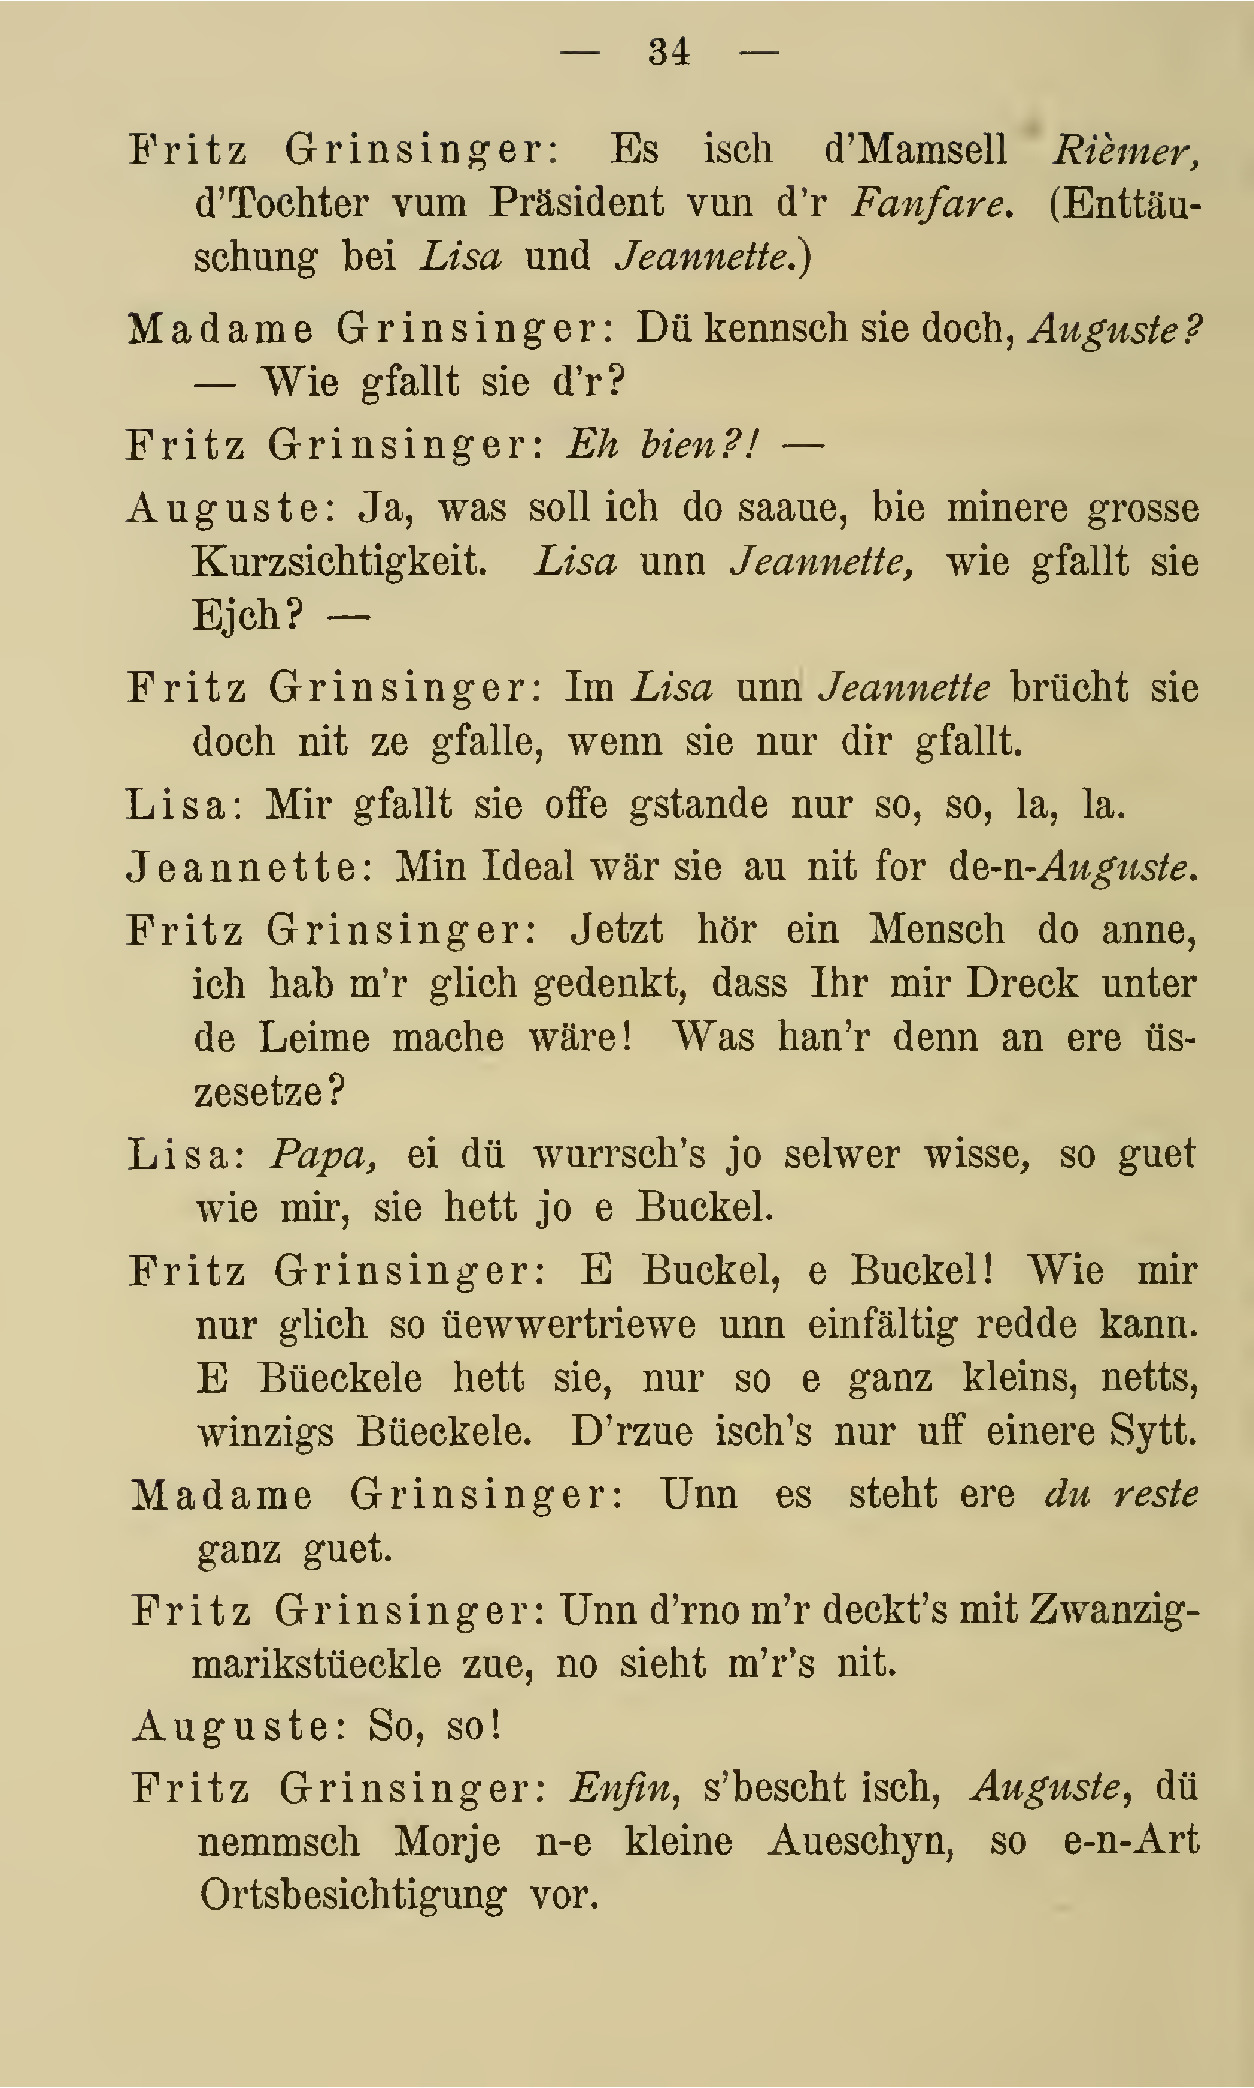 — 34 —
Fritz Grinsinger: Es isch d'Mamsell Rièmer,
d'Tochter vum Präsident vun d'r Fanfare. (Enttäu-
schung bei Lisa und Jeannette.)
Madame Grinsinger: Dü kennsch sie doch, Auguste?
— Wie gfallt sie d'r?
Fritz Grinsinger: Eh bien?! —
Auguste: Ja, was soll ich do saaue, bie minere grosse
Kurzsichtigkeit. Lisa unn Jeannette, wie gfallt sie
Ejch? —
Fritz Grinsinger: Im Lisa unn Jeannette brücht sie
doch nit ze gfalle, wenn sie nur dir gfallt.
Lisa: Mir gfallt sie offe gstande nur so, so, la, la.
Jeannette: Min Ideal wär sie au nit for de-n-Auguste.
Fritz Grinsinger: Jetzt hör ein Mensch do anne,
ich hab m'r glich gedenkt, dass Ihr mir Dreck unter
de Leime mache wäre! Was han'r denn an ere üs-
zesetze?
Lisa: Papa, ei dü wurrsch's jo selwer wisse, so guet
wie mir, sie hett jo e Buckel.
Fritz Grinsinger: E Buckel, e Buckel! Wie mir
nur glich so üewwertriewe unn einfältig redde kann.
E Büeckele hett sie, nur so e ganz kleins, netts,
winzigs Büeckele. D'rzue isch's nur uff einere Sytt.
Madame Grinsinger: Unn es steht ere du reste
ganz guet.
Fritz Grinsinger: Unn d'rno m'r deckt's mit Zwanzig-
marikstüeckle zue, no sieht m'r's nit.
Auguste: So, so!
Fritz Grinsinger: Enfin, s'bescht isch, Auguste, dü
nemmsch Morje n-e kleine Aueschyn, so e-n-Art
Ortsbesichtigung vor.